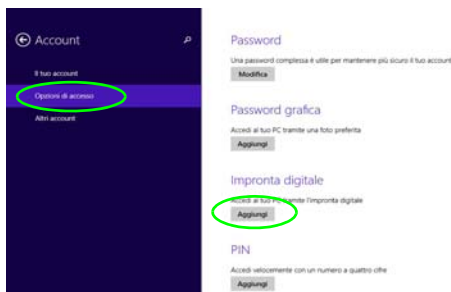 Account
Il tuo account
Opzioni di accesso
Altri account
Password
Una password complessa è utile per mantenere più sicuro il tuo account
Modifica
Password grafica
Accedi al tuo PC tramite una foto preferita
Aggiungi
Impronta digitale
Accedi al tuo PC tramite l'impronta digitale
Aggiungi
PIN
Accedi velocemente con un numero a quattro cifre
Aggiungi